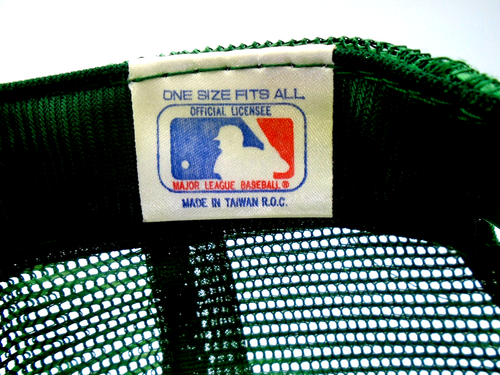 ONE SIZE FITS ALL
OFFICIAL LICENSEE
MAJOR LEAGUE BASEBALL ®
MADE IN TAIWAN R.O.C.